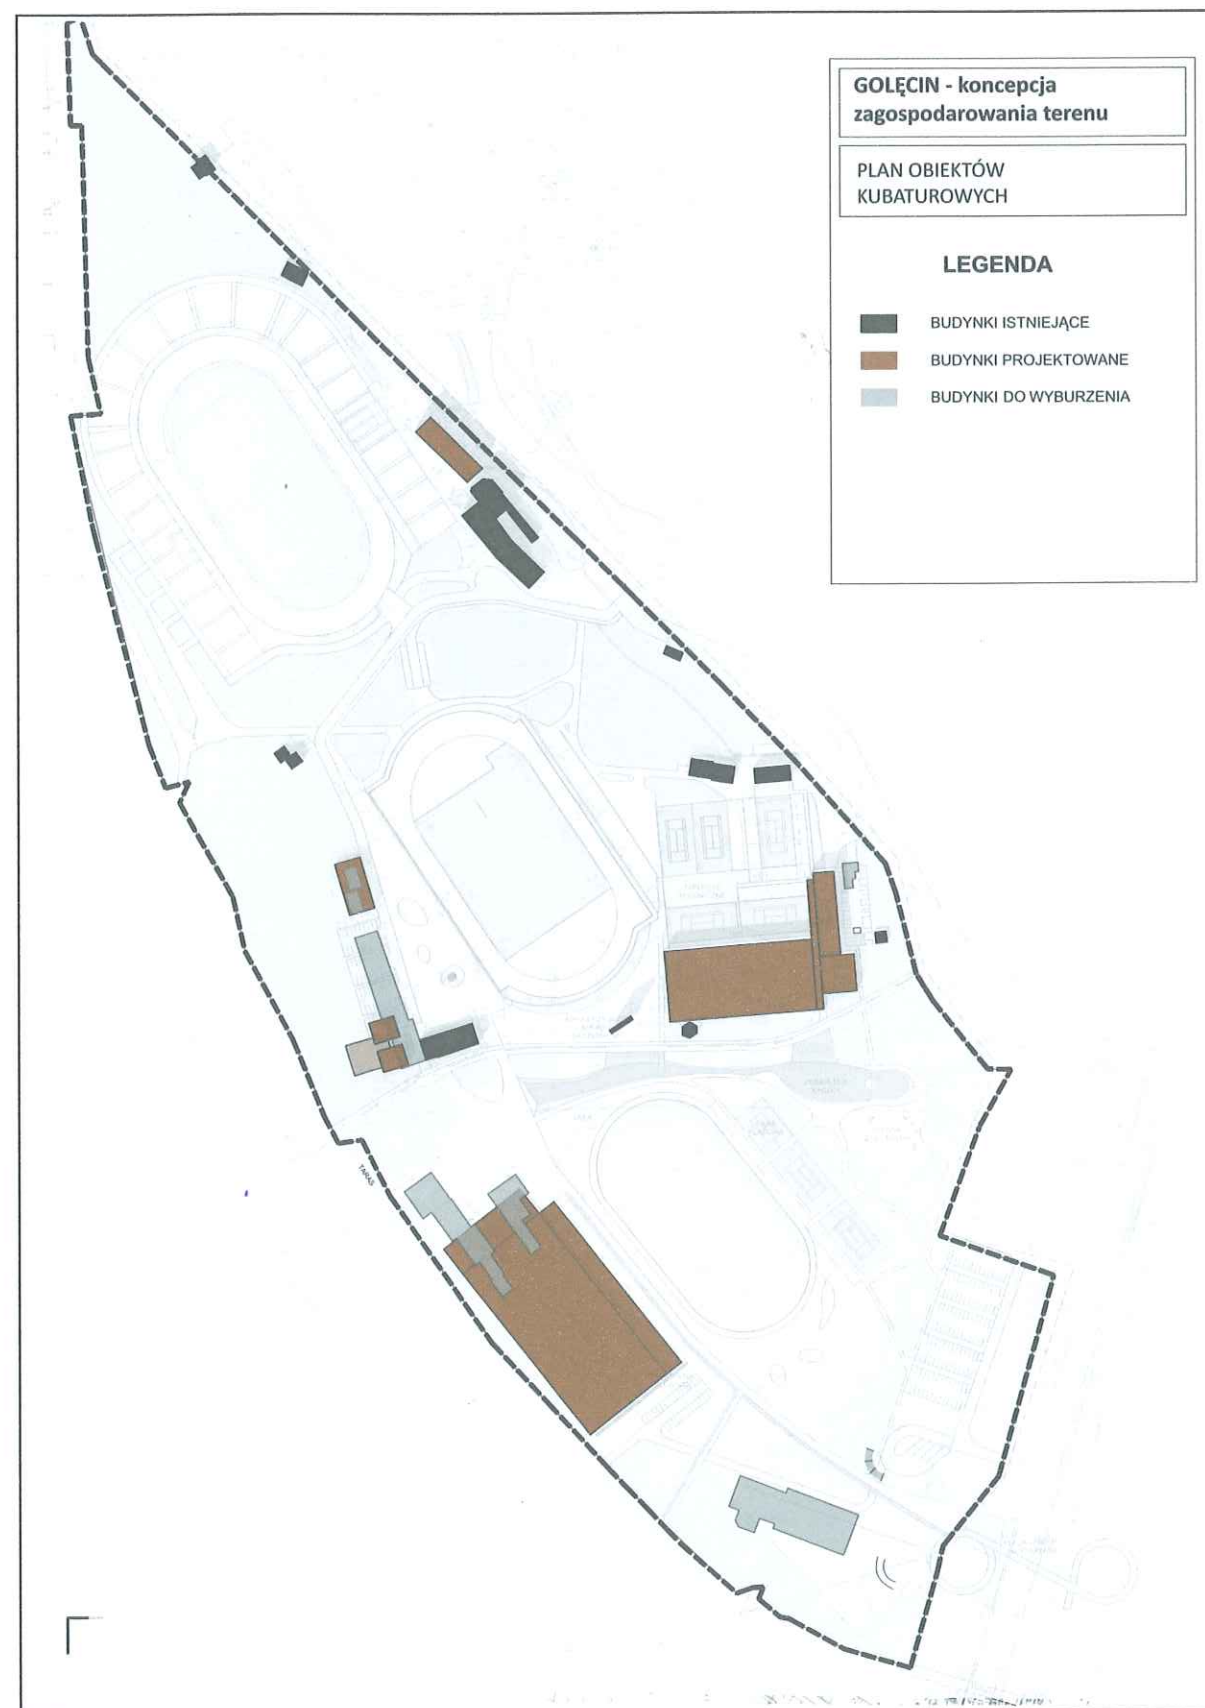 GOLĘCIN - koncepcja
zagospodarowania terenu
PLAN OBIEKTÓW
KUBATUROWYCH
LEGENDA
BUDYNKI ISTNIEJĄCE
BUDYNKI PROJEKTOWANE
BUDYNKI DO WYBURZENIA
TARAS